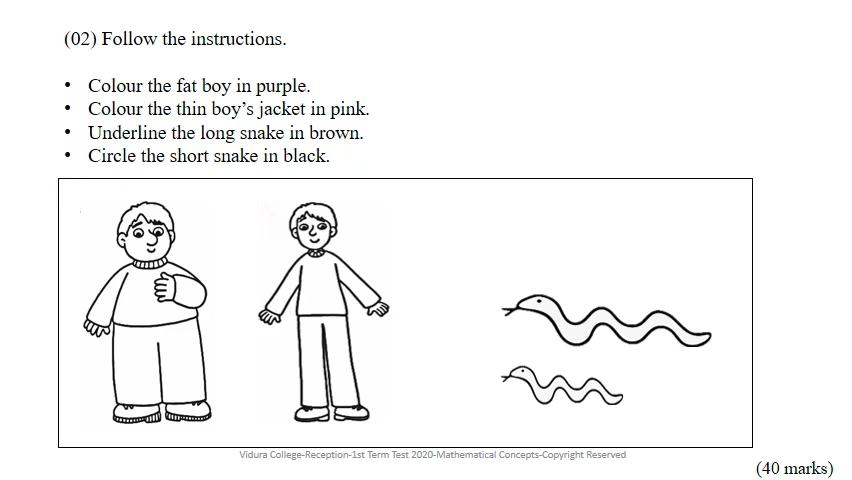 (02) Follow the instructions.
• Colour the fat boy in purple.
• Colour the thin boy’s jacket in pink.
• Underline the long snake in brown.
• Circle the short snake in black.
Vidura College-Reception-1st Term Test 2020-Mathematical Concepts-Copyright Reserved
(40 marks)